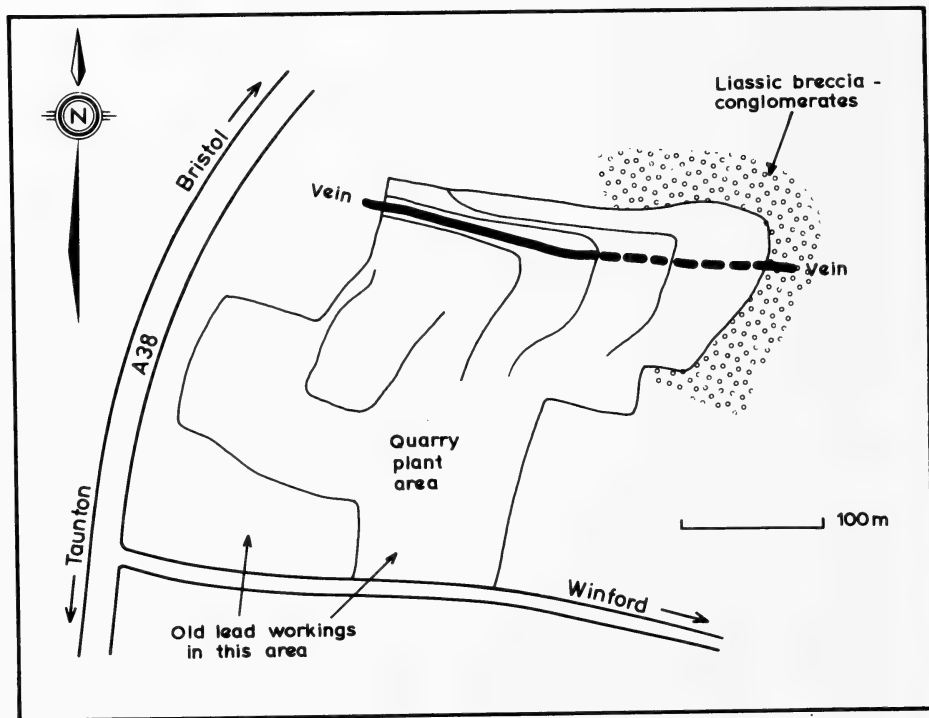 Liassic breccia -
conglomerates
N
Bristol
Vein
Vein
A38
Quarry
plant
area
100m
Taunton
Winford
Old lead workings
in this area